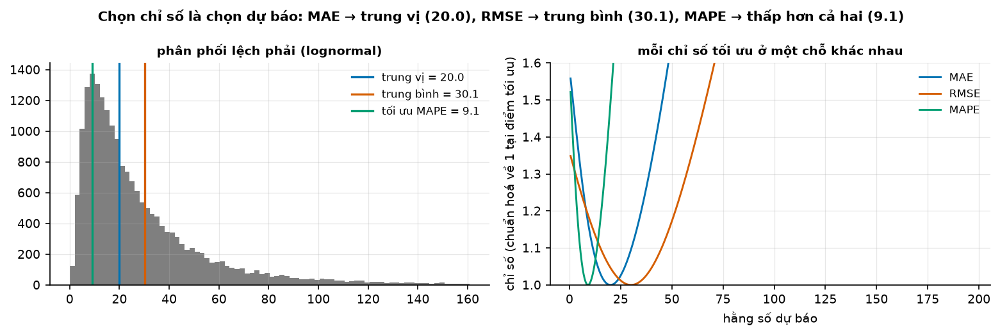 Chọn chỉ số là chọn dự báo: MAE → trung vị (20.0), RMSE → trung bình (30.1), MAPE → thấp hơn cả hai (9.1)
phân phối lệch phải (lognormal)
trung vị = 20.0
trung bình = 30.1
tối ưu MAPE = 9.1
1400
1200
1000
800
600
400
200
0
0 20 40 60 80 100 120 140 160
mỗi chỉ số tối ưu ở một chỗ khác nhau
chỉ số (chuẩn hoá về 1 tại điểm tối ưu)
MAE
RMSE
MAPE
1.6
1.5
1.4
1.3
1.2
1.1
1.0
0 25 50 75 100 125 150 175 200
hằng số dự báo